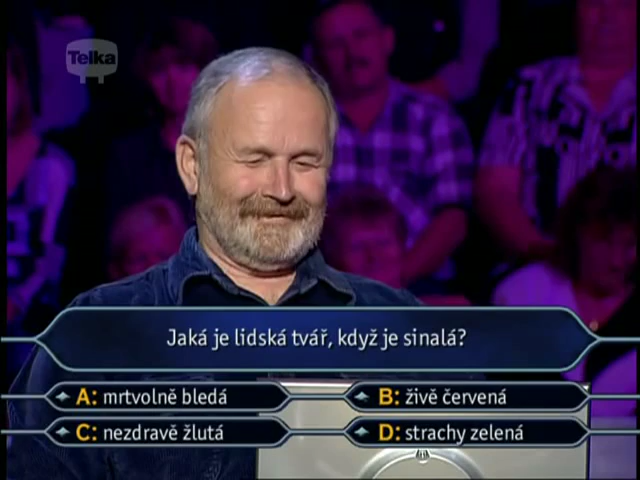 Telka
Jaká je lidská tvář, když je sinalá?
A: mrtvolně bledá
B: živě červená
C: nezdravě žlutá
D: strachy zelená